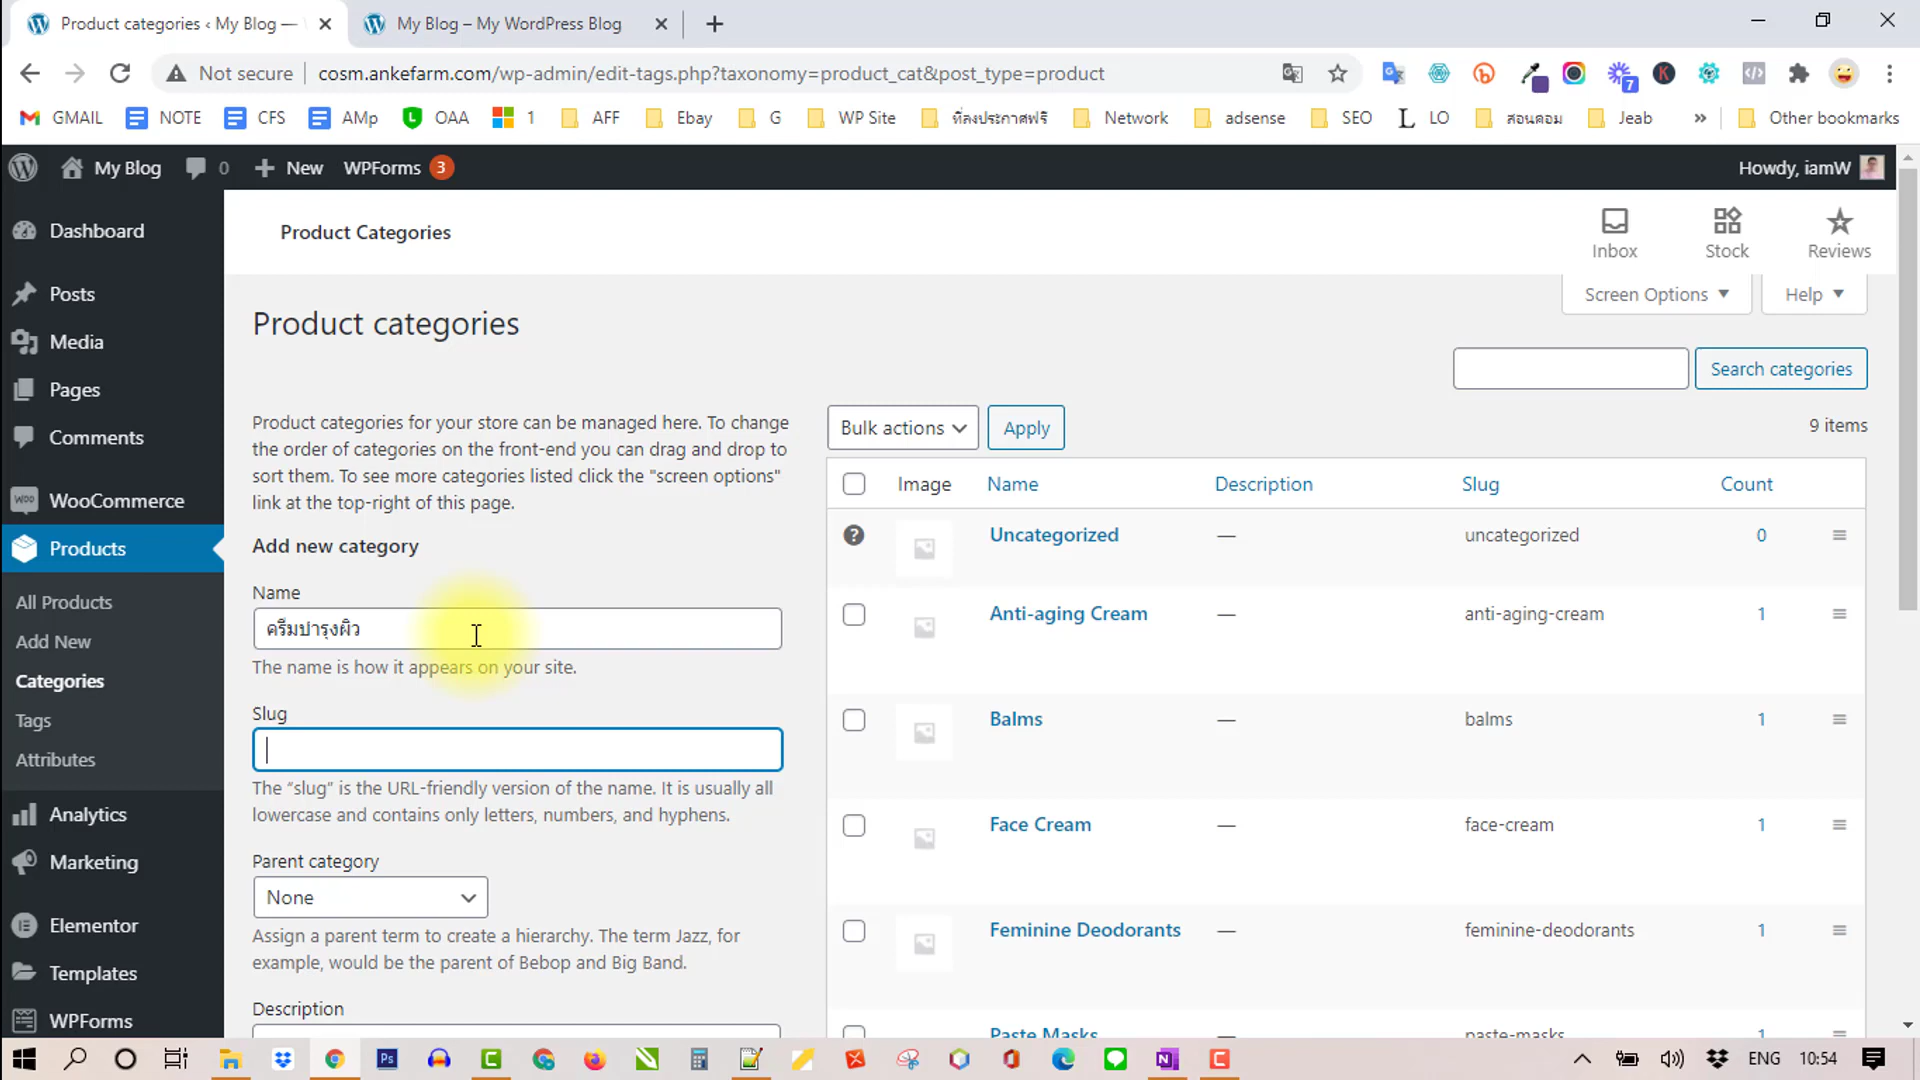 Product categories ‹ My Blog —
My Blog – My WordPress Blog
Not secure
cosm.ankefarm.com/wp-admin/edit-tags.php?taxonomy=product_cat&post_type=product
7
GMAIL
NOTE
CFS
AMp
OAA
1
AFF
Ebay
G
WP Site
ที่ลงประกาศฟรี
Network
adsense
SEO
LO
สอนคอม
Jeab
Other bookmarks
My Blog
0
New
WPForms
3
Howdy, iamW
Dashboard
Posts
Media
Pages
Comments
WooCommerce
Products
All Products
Add New
Categories
Tags
Attributes
Analytics
Marketing
Elementor
Templates
WPForms
Product Categories
Inbox
Stock
Reviews
Screen Options
Help
Product categories
Search categories
Product categories for your store can be managed here. To change
the order of categories on the front-end you can drag and drop to
sort them. To see more categories listed click the "screen options"
link at the top-right of this page.
Add new category
Name
ครีมบำรุงผิว
The name is how it appears on your site.
Slug
The “slug” is the URL-friendly version of the name. It is usually all
lowercase and contains only letters, numbers, and hyphens.
Parent category
None
Assign a parent term to create a hierarchy. The term Jazz, for
example, would be the parent of Bebop and Big Band.
Description
Bulk actions
Apply
9 items
Image Name Description Slug Count
Uncategorized — uncategorized 0
Anti-aging Cream — anti-aging-cream 1
Balms — balms 1
Face Cream — face-cream 1
Feminine Deodorants — feminine-deodorants 1
Paste Masks paste-masks 1
ENG
10:54